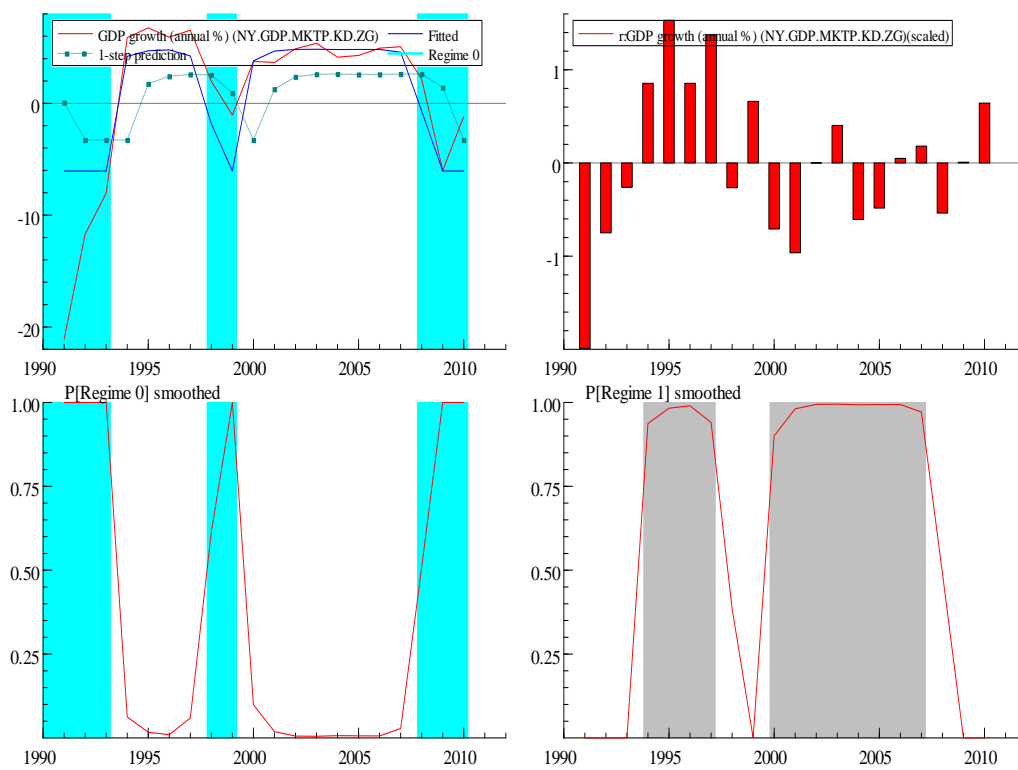 GDP growth (annual %) (NY.GDP.MKTP.KD.ZG) Fitted
1-step prediction Regime 0
0
-10
-20
1990 1995 2000 2005 2010
r:GDP growth (annual %) (NY.GDP.MKTP.KD.ZG)(scaled)
1
0
-1
1990 1995 2000 2005 2010
P[Regime 0] smoothed
1.00
0.75
0.50
0.25
1990 1995 2000 2005 2010
P[Regime 1] smoothed
1.00
0.75
0.50
0.25
1990 1995 2000 2005 2010